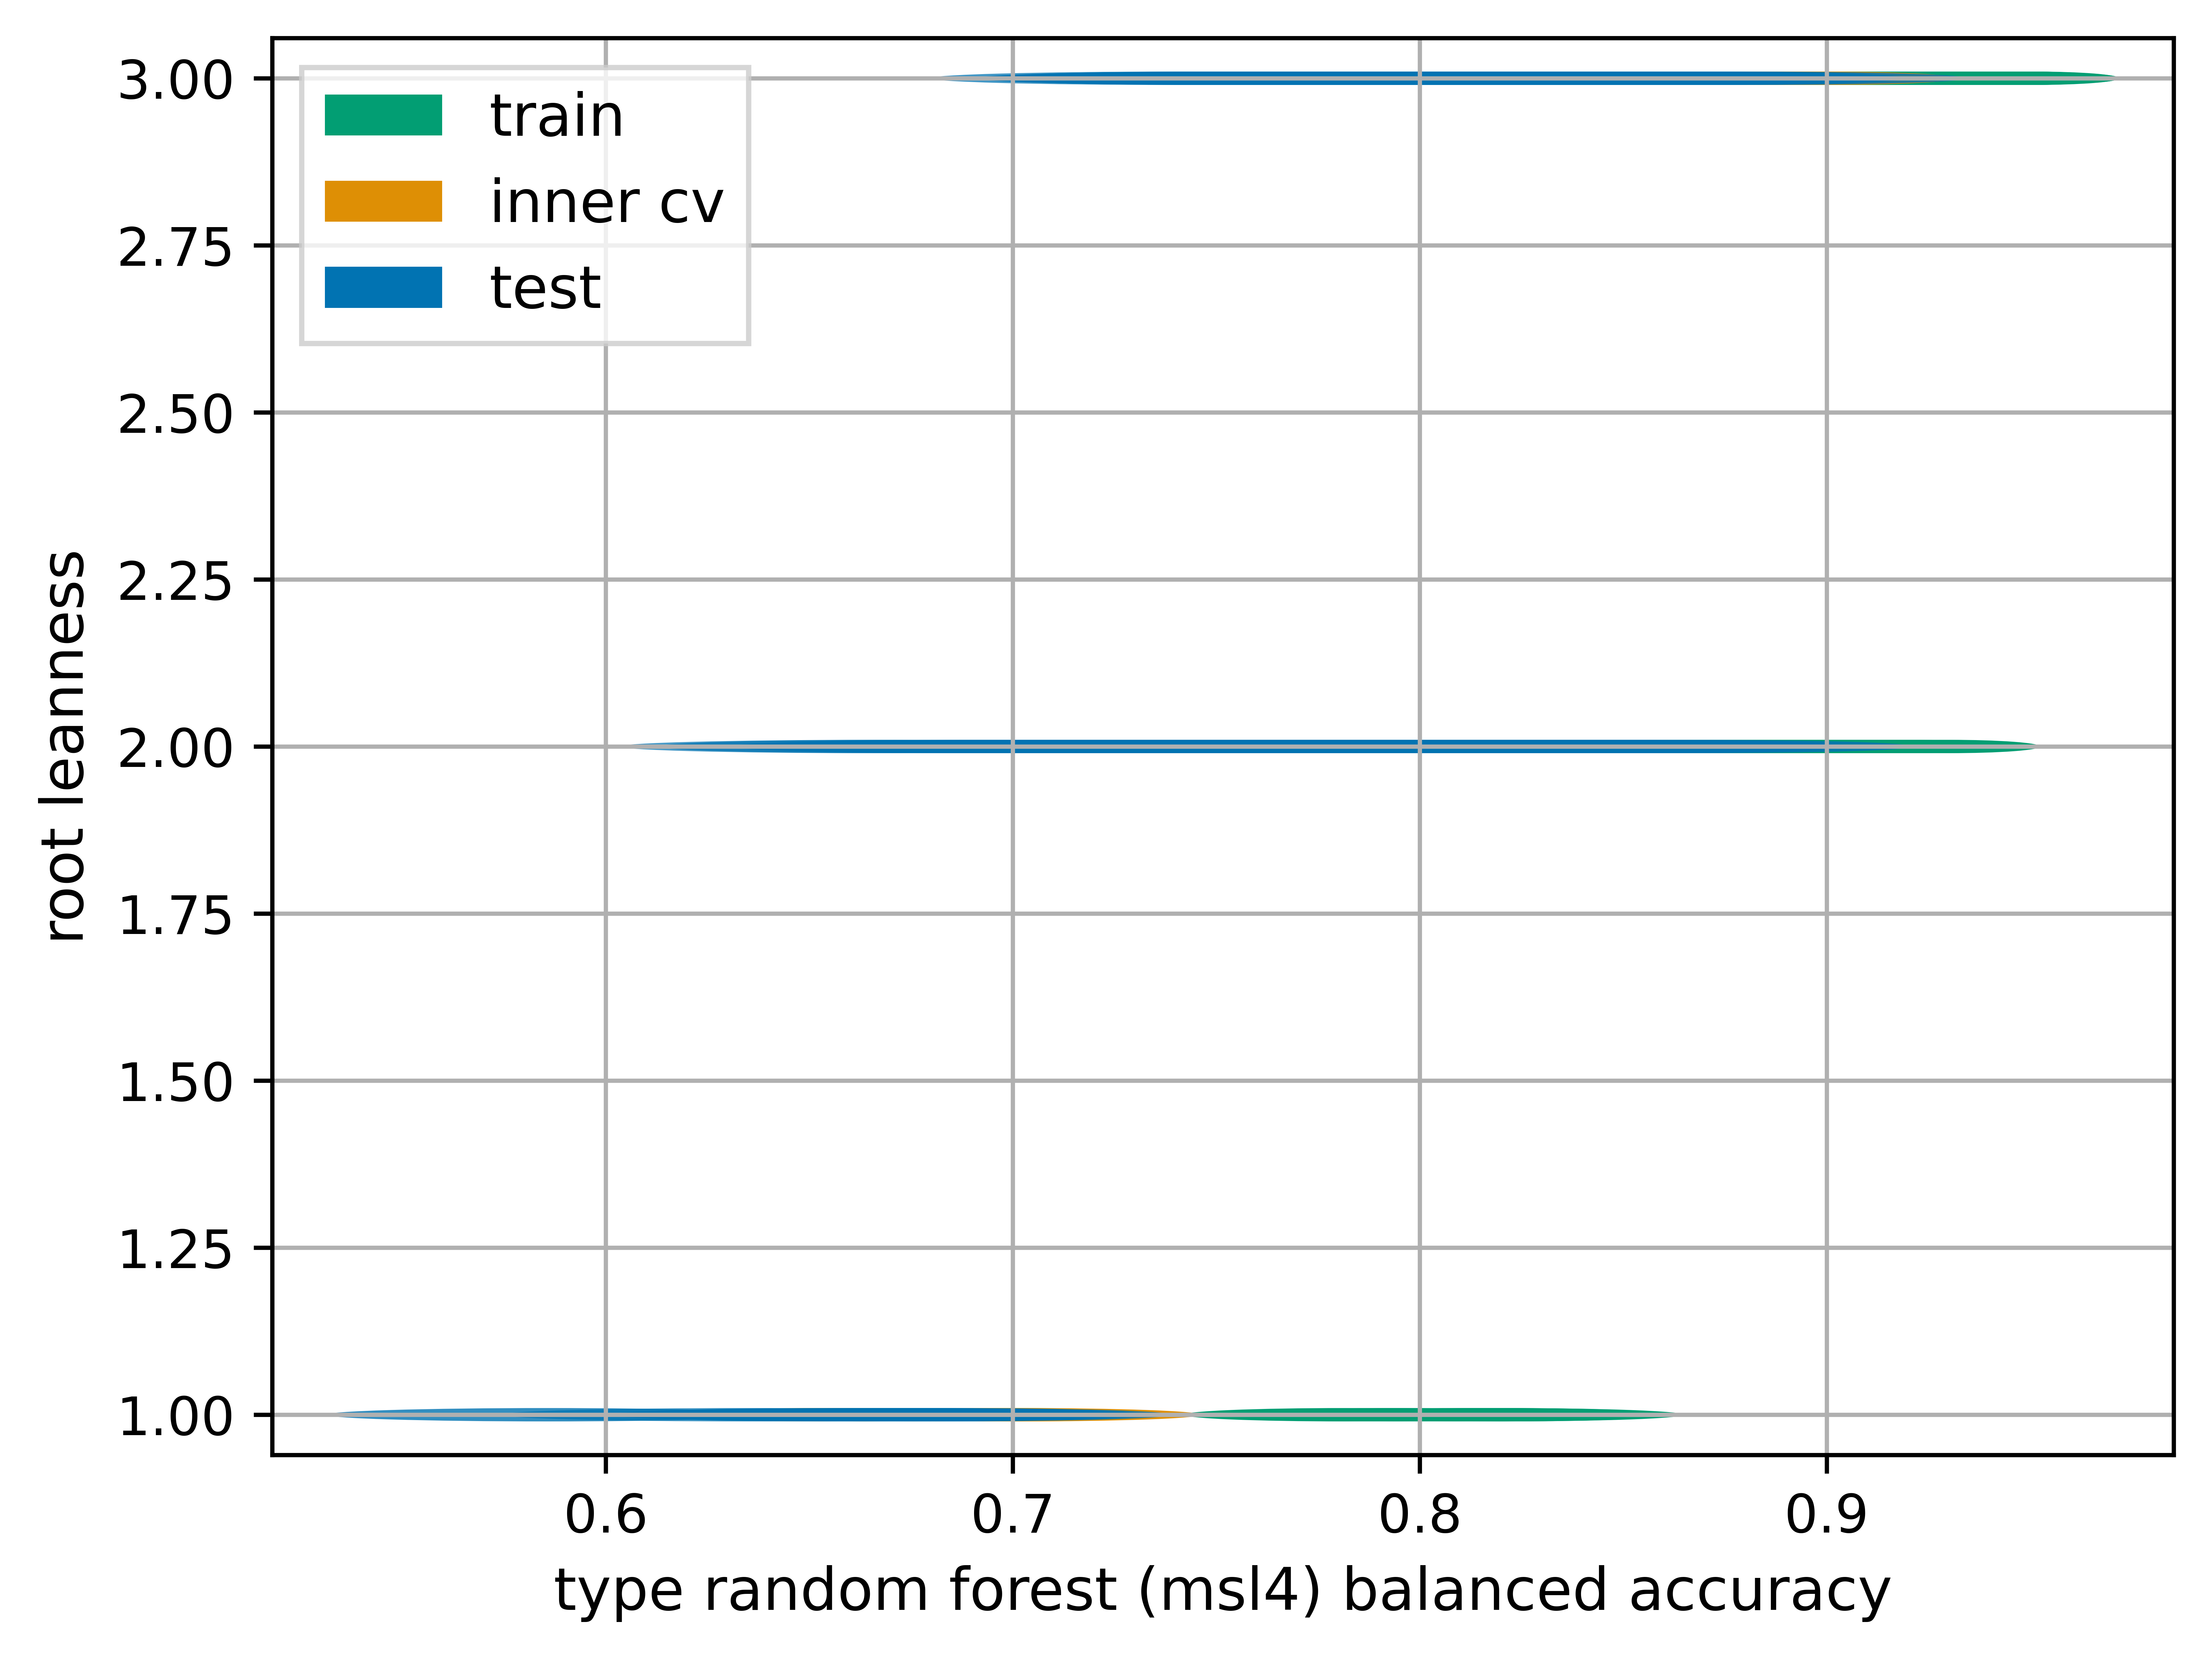 3.00
2.75
2.50
2.25
2.00
1.75
1.50
1.25
1.00
root leanness
train
inner cv
test
0.6 0.7 0.8 0.9
type random forest (msl4) balanced accuracy